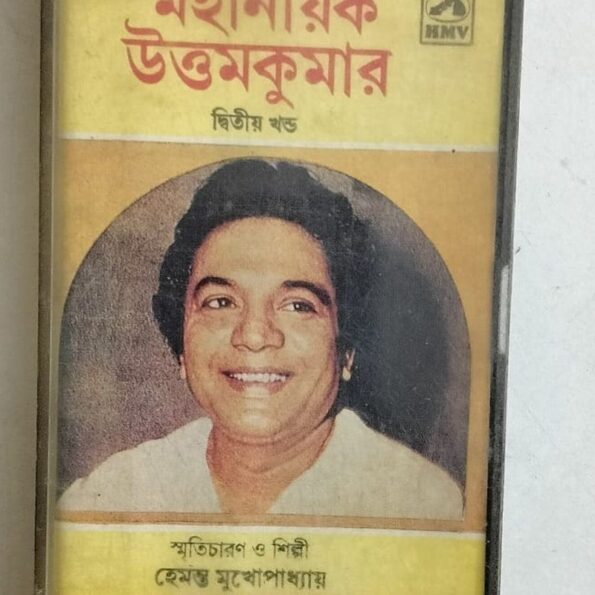 মহানায়ক
উত্তমকুমার
HMV
দ্বিতীয় খন্ড
স্মৃতিচারণ ও শিল্পী
হেমন্ত মুখোপাধ্যায়